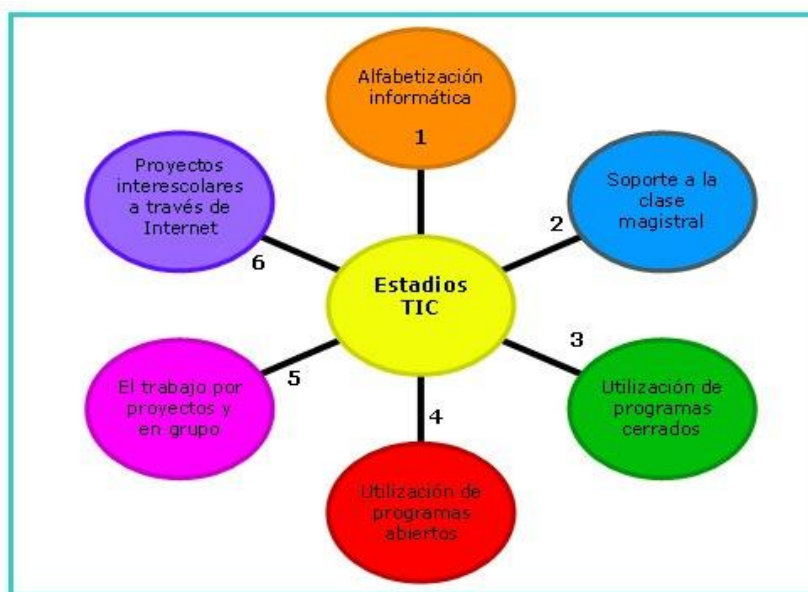 Alfabetización
informática
1
Soporte a la
clase
magistral
2
3
Utilización de
programas
cerrados
4
Utilización de
programas
abiertos
5
El trabajo por
proyectos y
en grupo
6
Proyectos
interescolares
a través de
Internet
Estadios
TIC